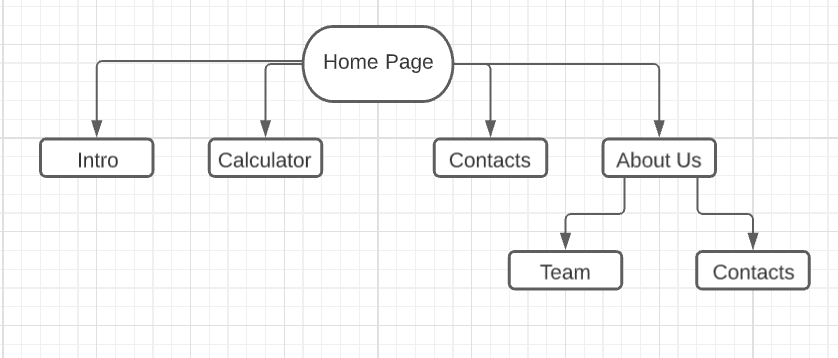 Home Page
Intro
Calculator
Contacts
About Us
Team
Contacts